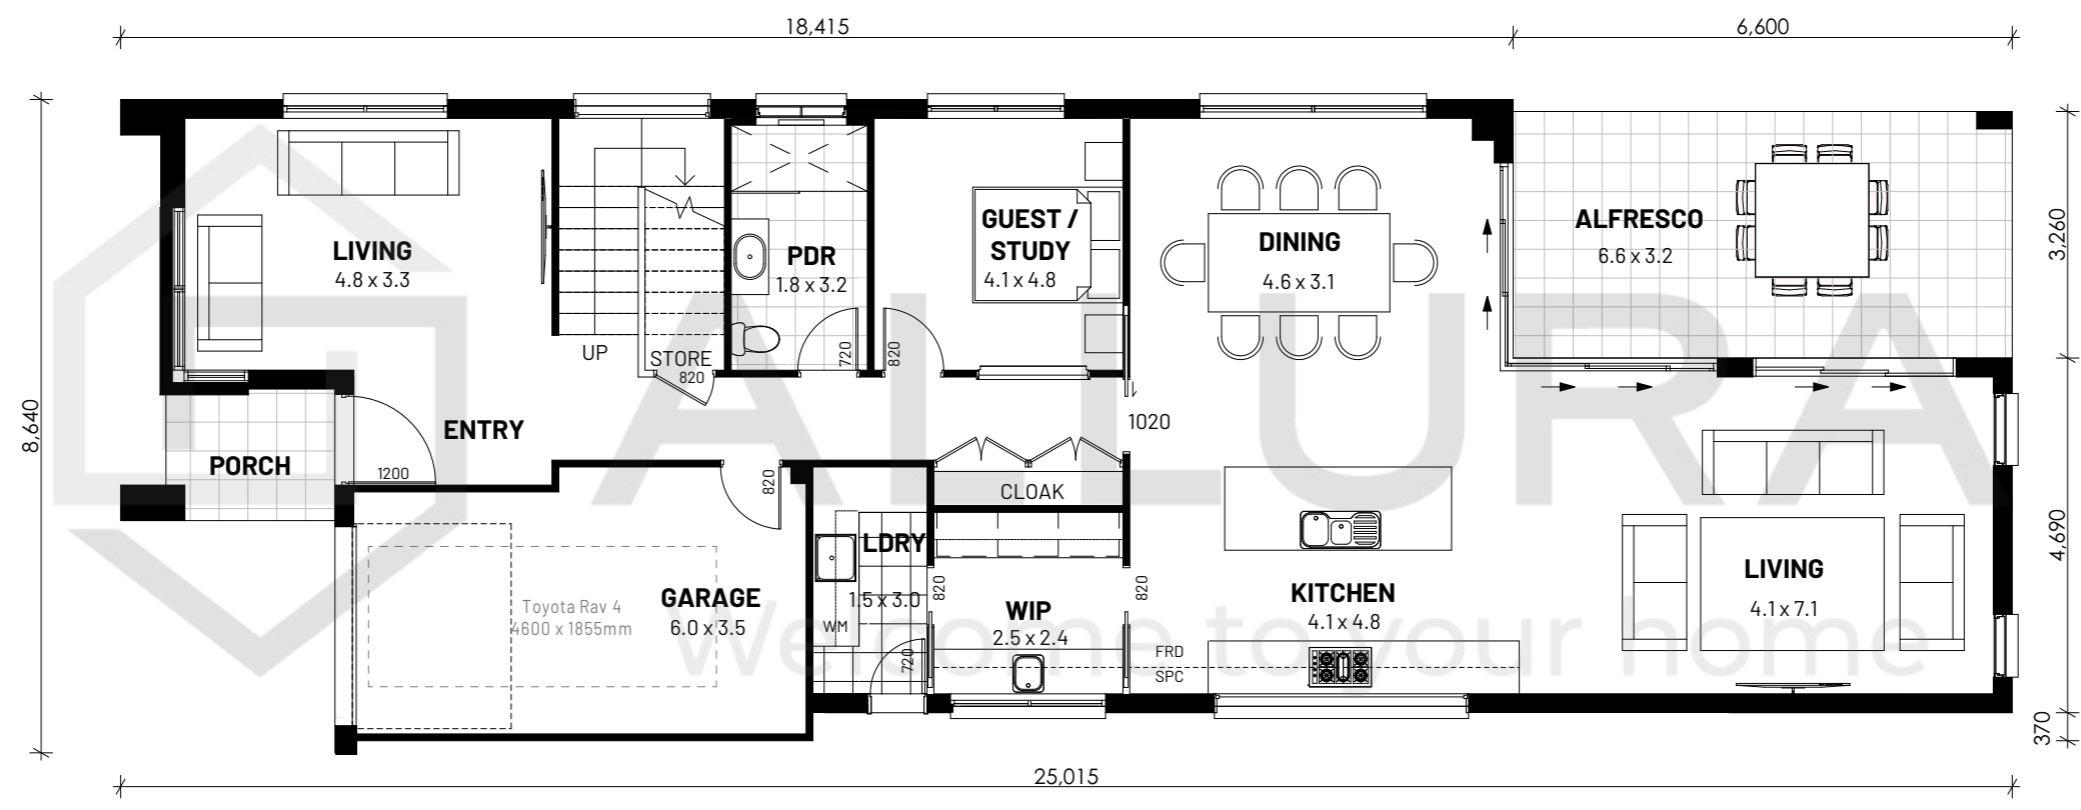 18,415
6,600
8,640
LIVING
4.8 x 3.3
UP
STORE
820
PDR
1.8 x 3.2
720
820
GUEST /
STUDY
4.1 x 4.8
DINING
4.6 x 3.1
ALFRESCO
6.6 x 3.2
3,260
ALLURA
Welcome to your home
ENTRY
PORCH
1200
1020
820
CLOAK
LDRY
1.5 x 3.0
WM
720
820
820
GARAGE
6.0 x 3.5
Toyota Rav 4
4600 x 1855mm
WIP
2.5 x 2.4
KITCHEN
4.1 x 4.8
FRD
SPC
LIVING
4.1 x 7.1
4,690
370
25,015